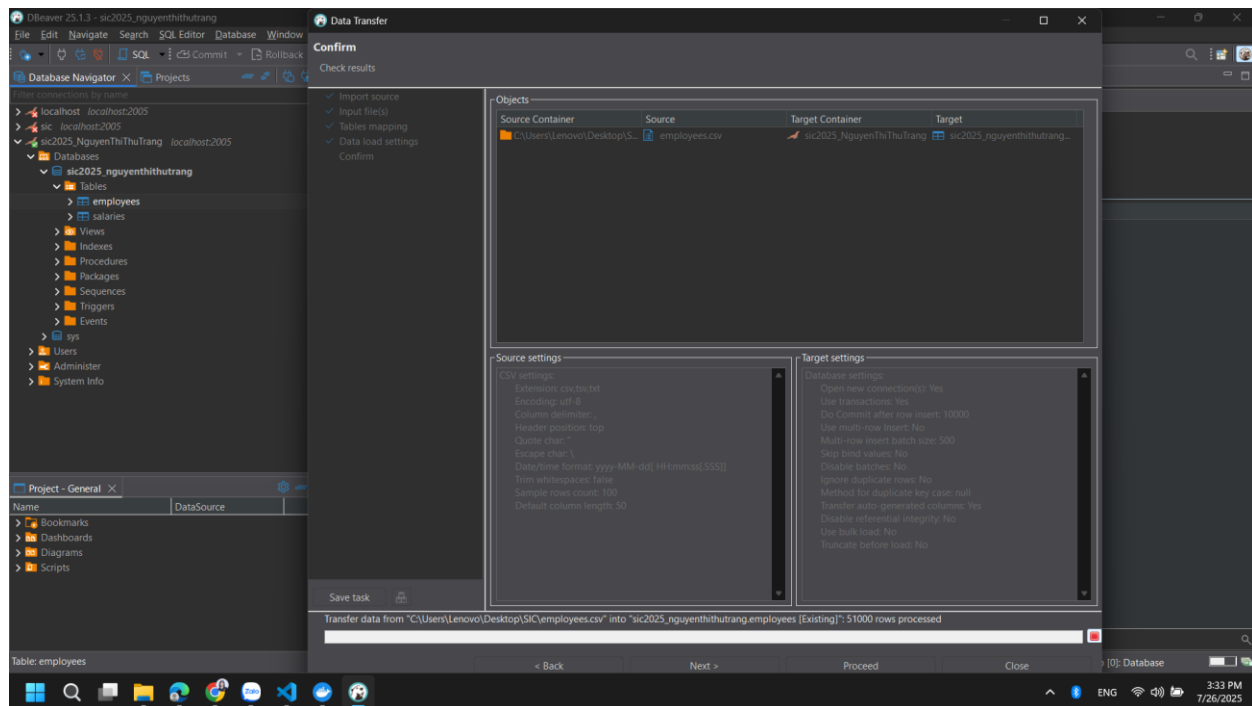 DBeaver 25.1.3 - sic2025_nguyenthithutrang
File Edit Navigate Search SQL Editor Database Window
SQL Commit Rollback
Database Navigator Projects
Filter connections by name
localhost localhost:2005
sic localhost:2005
sic2025_NguyenThiThuTrang localhost:2005
Databases
sic2025_nguyenthithutrang
Tables
employees
salaries
Views
Indexes
Procedures
Packages
Sequences
Triggers
Events
sys
Users
Administer
System Info
Project - General
Name DataSource
Bookmarks
Dashboards
Diagrams
Scripts
Table: employees
Data Transfer
Confirm
Check results
Import source
Input file(s)
Tables mapping
Data load settings
Confirm
Objects
Source Container Source Target Container Target
C:\Users\Lenovo\Desktop\S... employees.csv sic2025_NguyenThiThuTrang sic2025_nguyenthithutrang...
Source settings
CSV settings:
Extension: csv,tsv,txt
Encoding: utf-8
Column delimiter: ,
Header position: top
Quote char: "
Escape char: \
Date/time format: yyyy-MM-dd[ HH:mm:ss[.SSS]]
Trim whitespaces: false
Sample rows count: 100
Default column length: 50
Target settings
Database settings:
Open new connection(s): Yes
Use transactions: Yes
Do Commit after row insert: 10000
Use multi-row Insert: No
Multi-row insert batch size: 500
Skip bind values: No
Disable batches: No
Ignore duplicate rows: No
Method for duplicate key case: null
Transfer auto-generated columns: Yes
Disable referential integrity: No
Use bulk load: No
Truncate before load: No
Save task
Transfer data from "C:\Users\Lenovo\Desktop\SIC\employees.csv" into "sic2025_nguyenthithutrang.employees [Existing]": 51000 rows processed
< Back Next > Proceed Close
[0]: Database
Zalo
ENG
3:33 PM
7/26/2025